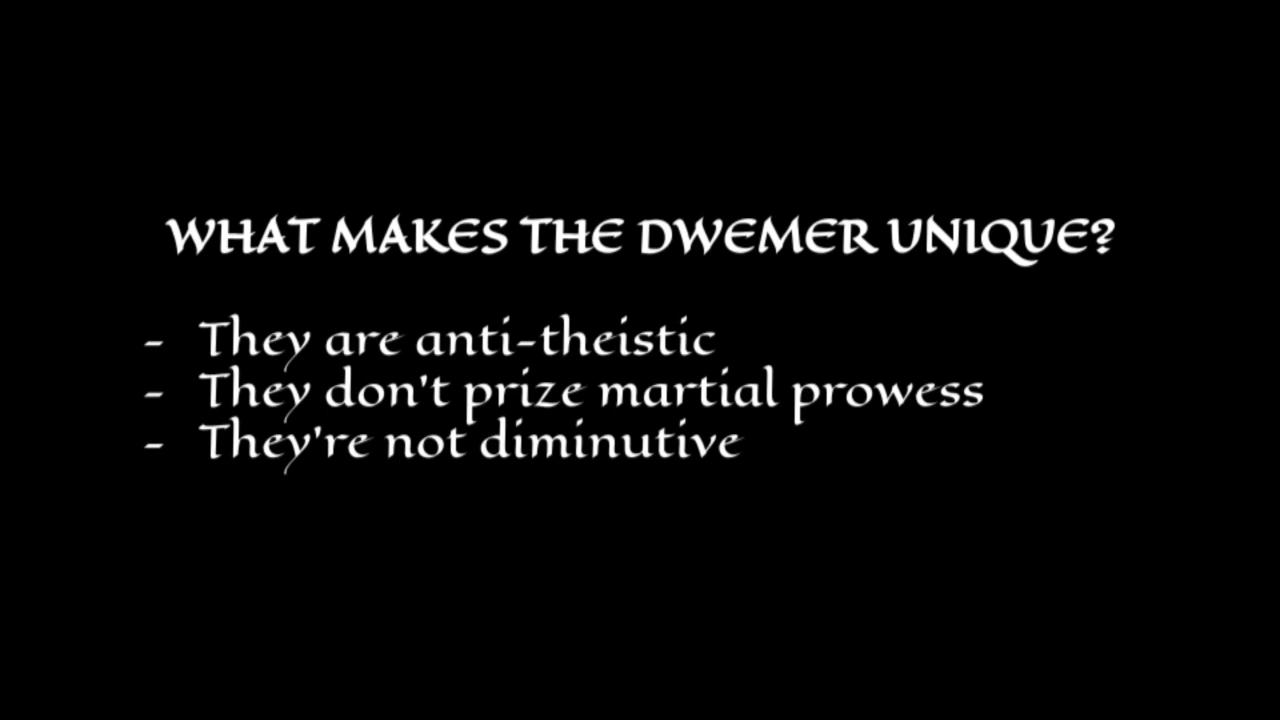 WHAT MAKES THE DWEMER UNIQUE?
- They are anti-theistic
- They don't prize martial prowess
- They're not diminutive